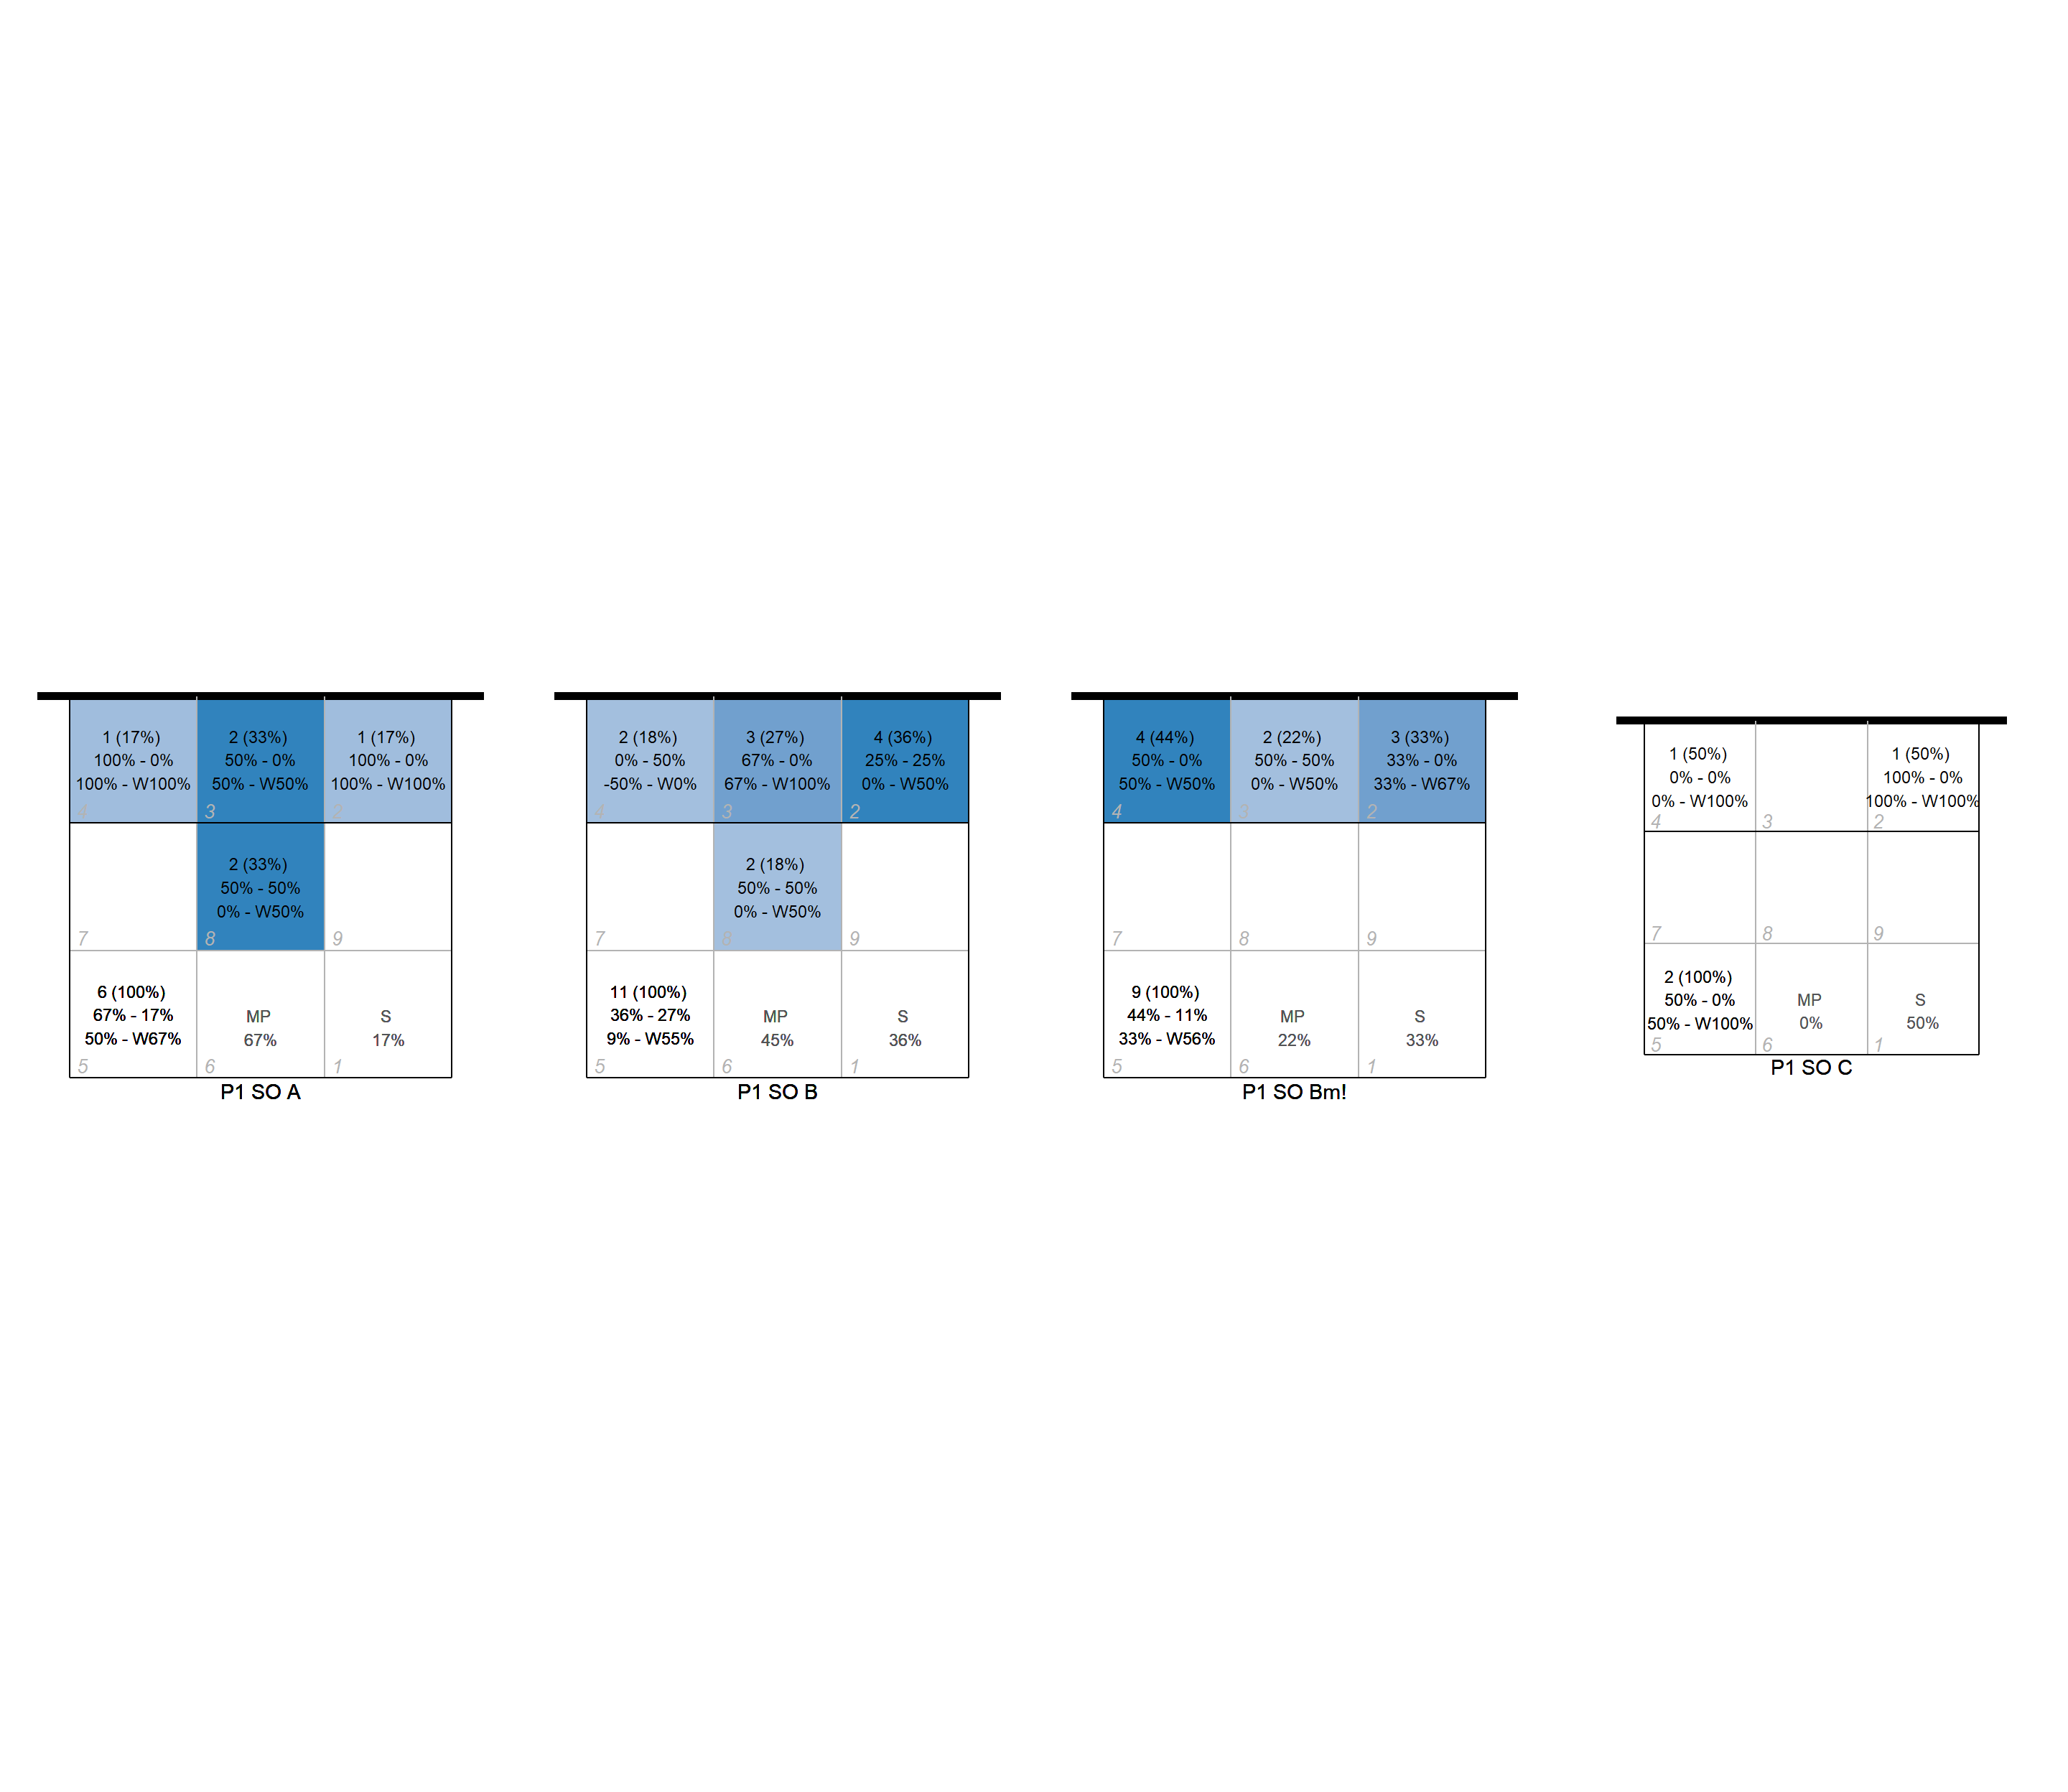 1 (17%)
100% - 0%
100% - W100%
4
2 (33%)
50% - 0%
50% - W50%
3
1 (17%)
100% - 0%
100% - W100%
2
7
2 (33%)
50% - 50%
0% - W50%
8
9
6 (100%)
67% - 17%
50% - W67%
5
MP
67%
6
S
17%
1
P1 SO A
2 (18%)
0% - 50%
-50% - W0%
4
3 (27%)
67% - 0%
67% - W100%
3
4 (36%)
25% - 25%
0% - W50%
2
7
2 (18%)
50% - 50%
0% - W50%
8
9
11 (100%)
36% - 27%
9% - W55%
5
MP
45%
6
S
36%
1
P1 SO B
4 (44%)
50% - 0%
50% - W50%
4
2 (22%)
50% - 50%
0% - W50%
3
3 (33%)
33% - 0%
33% - W67%
2
7
8
9
9 (100%)
44% - 11%
33% - W56%
5
MP
22%
6
S
33%
1
P1 SO Bm!
1 (50%)
0% - 0%
0% - W100%
4
3
1 (50%)
100% - 0%
100% - W100%
2
7
8
9
2 (100%)
50% - 0%
50% - W100%
5
MP
0%
6
S
50%
1
P1 SO C